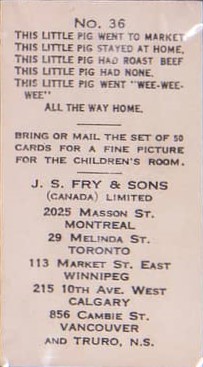 No. 36
THIS LITTLE PIG WENT TO MARKET
THIS LITTLE PIG STAYED AT HOME,
THIS LITTLE PIG HAD ROAST BEEF
THIS LITTLE PIG HAD NONE.
THIS LITTLE PIG WENT "WEE-WEE-
WEE"
ALL THE WAY HOME.
BRING OR MAIL THE SET OF 50
CARDS FOR A FINE PICTURE
FOR THE CHILDREN'S ROOM.
J. S. FRY & SONS
(CANADA) LIMITED
2025 MASSON ST.
MONTREAL
29 MELINDA ST.
TORONTO
113 MARKET ST. EAST
WINNIPEG
215 10TH AVE. WEST
CALGARY
856 CAMBIE ST.
VANCOUVER
AND TRURO, N.S.